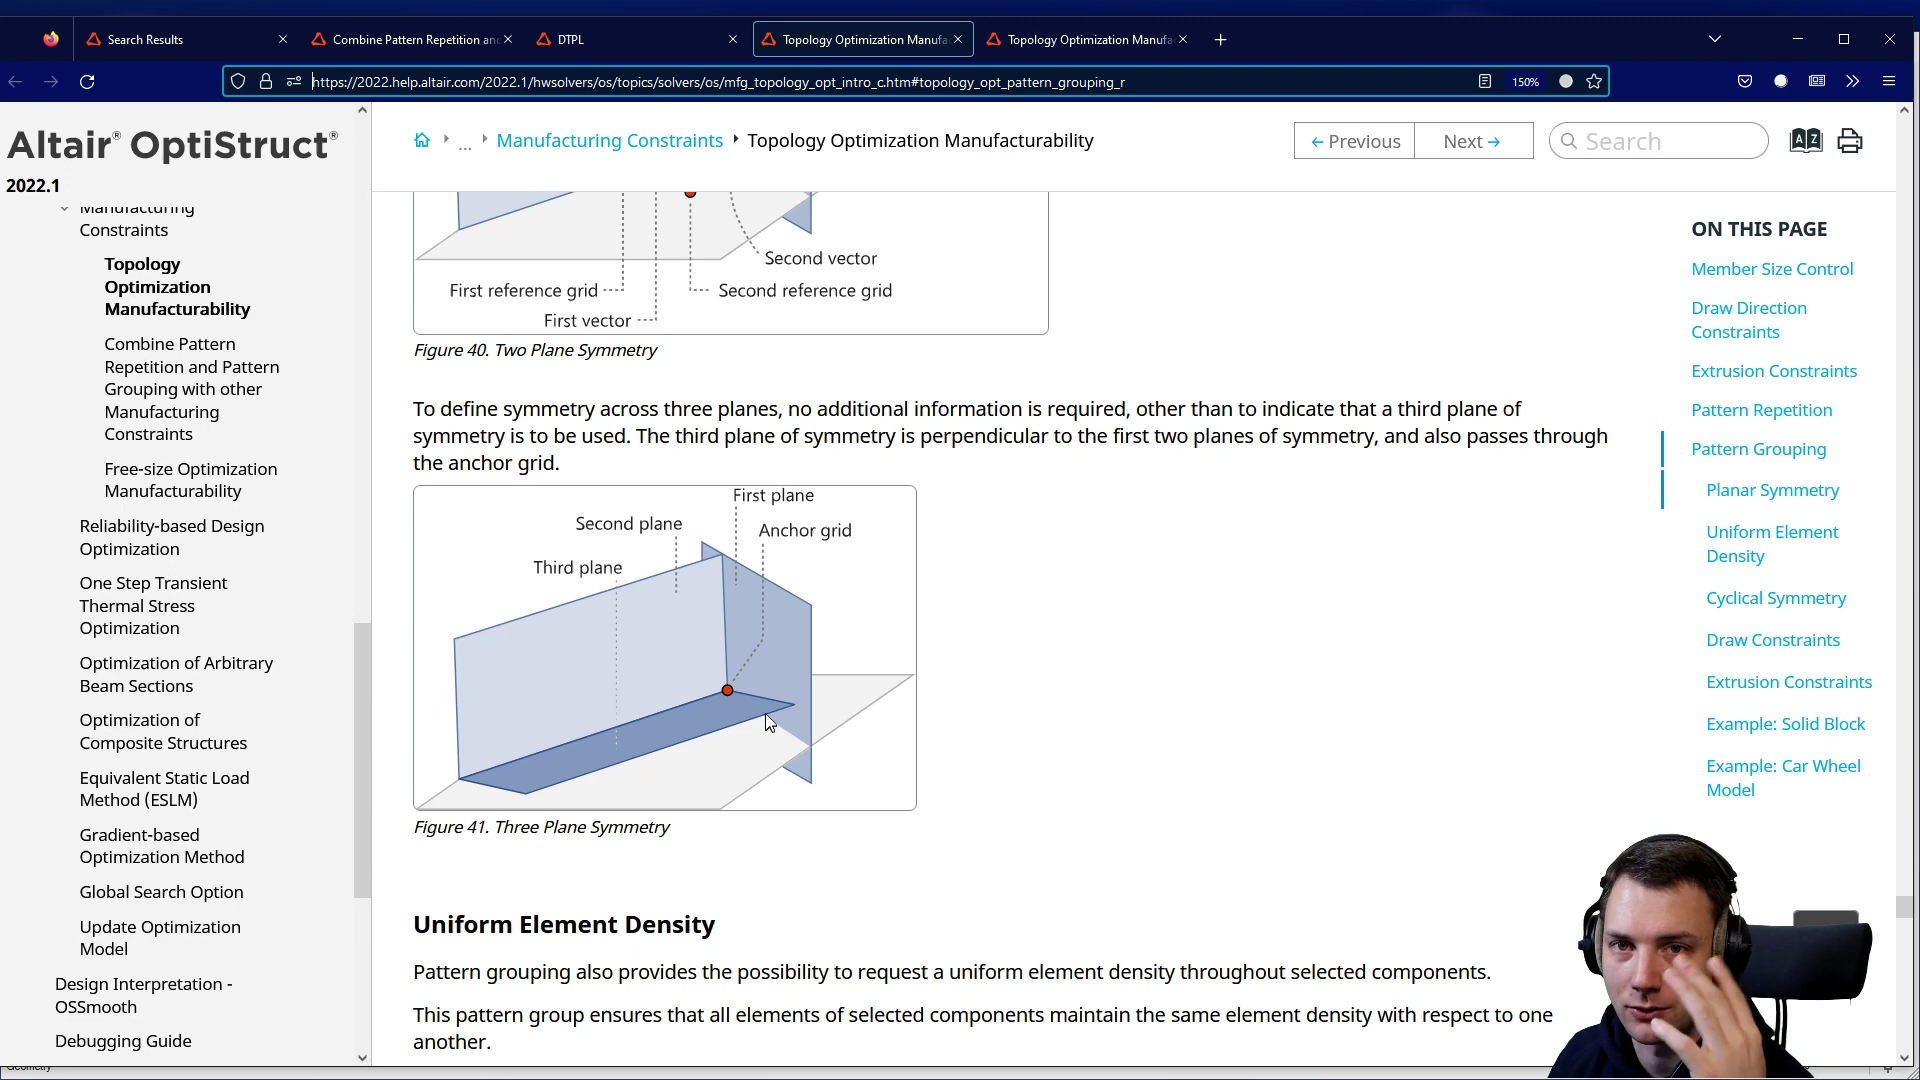 Search Results
Combine Pattern Repetition an
DTPL
Topology Optimization Manufa
Topology Optimization Manufa
https://2022.help.altair.com/2022.1/hwsolvers/os/topics/solvers/os/mfg_topology_opt_intro_c.htm#topology_opt_pattern_grouping_r
150%
Altair® OptiStruct®
2022.1
... Manufacturing Constraints Topology Optimization Manufacturability
← Previous
Next →
Search
A Z
Manufacturing
Constraints
Topology
Optimization
Manufacturability
Combine Pattern
Repetition and Pattern
Grouping with other
Manufacturing
Constraints
Free-size Optimization
Manufacturability
Reliability-based Design
Optimization
One Step Transient
Thermal Stress
Optimization
Optimization of Arbitrary
Beam Sections
Optimization of
Composite Structures
Equivalent Static Load
Method (ESLM)
Gradient-based
Optimization Method
Global Search Option
Update Optimization
Model
Design Interpretation -
OSSmooth
Debugging Guide
Second vector
First reference grid
Second reference grid
First vector
Figure 40. Two Plane Symmetry
To define symmetry across three planes, no additional information is required, other than to indicate that a third plane of
symmetry is to be used. The third plane of symmetry is perpendicular to the first two planes of symmetry, and also passes through
the anchor grid.
First plane
Second plane
Anchor grid
Third plane
Figure 41. Three Plane Symmetry
Uniform Element Density
Pattern grouping also provides the possibility to request a uniform element density throughout selected components.
This pattern group ensures that all elements of selected components maintain the same element density with respect to one
another.
ON THIS PAGE
Member Size Control
Draw Direction
Constraints
Extrusion Constraints
Pattern Repetition
Pattern Grouping
Planar Symmetry
Uniform Element
Density
Cyclical Symmetry
Draw Constraints
Extrusion Constraints
Example: Solid Block
Example: Car Wheel
Model